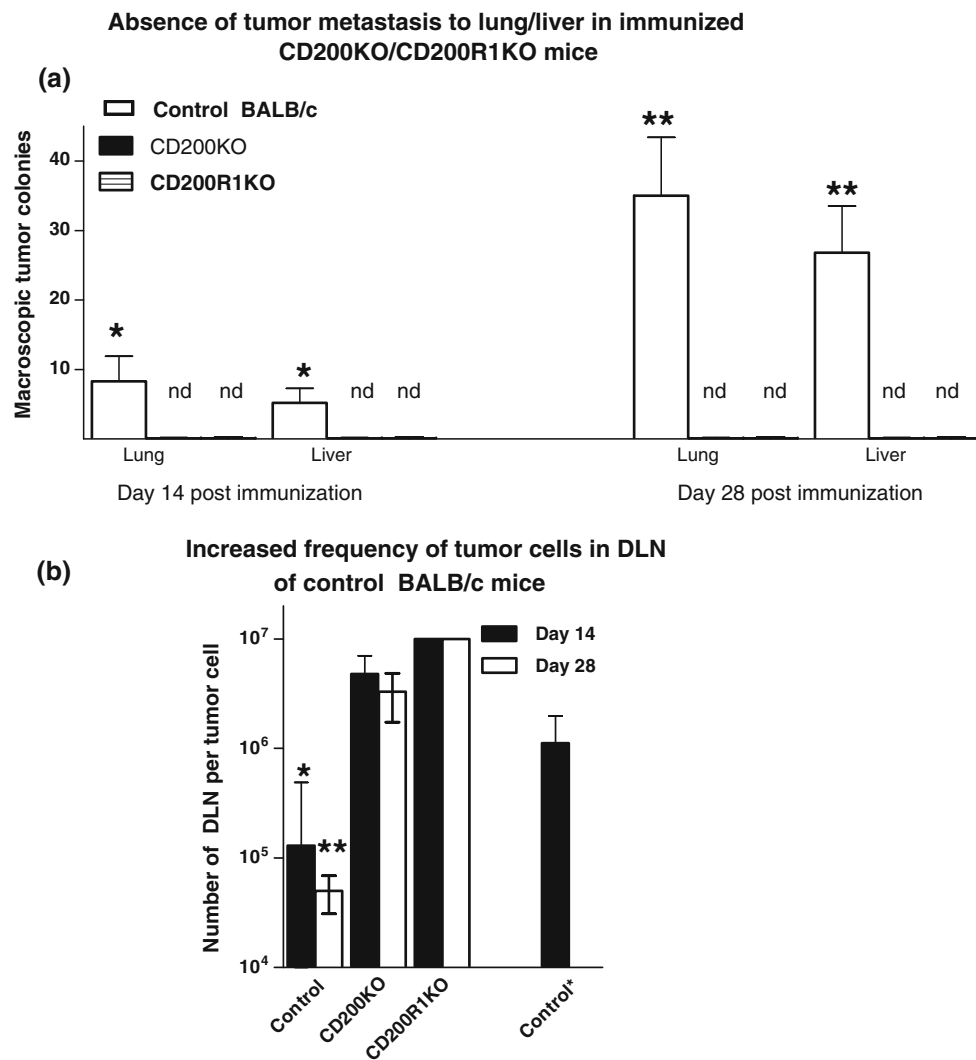 Absence of tumor metastasis to lung/liver in immunized
CD200KO/CD200R1KO mice
(a)
Control BALB/c
CD200KO
CD200R1KO
Macroscopic tumor colonies
40
30
20
10
*
nd
nd
*
nd
nd
**
nd
nd
**
nd
nd
Lung
Liver
Lung
Liver
Day 14 post immunization
Day 28 post immunization
(b)
Increased frequency of tumor cells in DLN
of control BALB/c mice
Number of DLN per tumor cell
10⁷
10⁶
10⁵
10⁴
Day 14
Day 28
*
**
Control
CD200KO
CD200R1KO
Control*